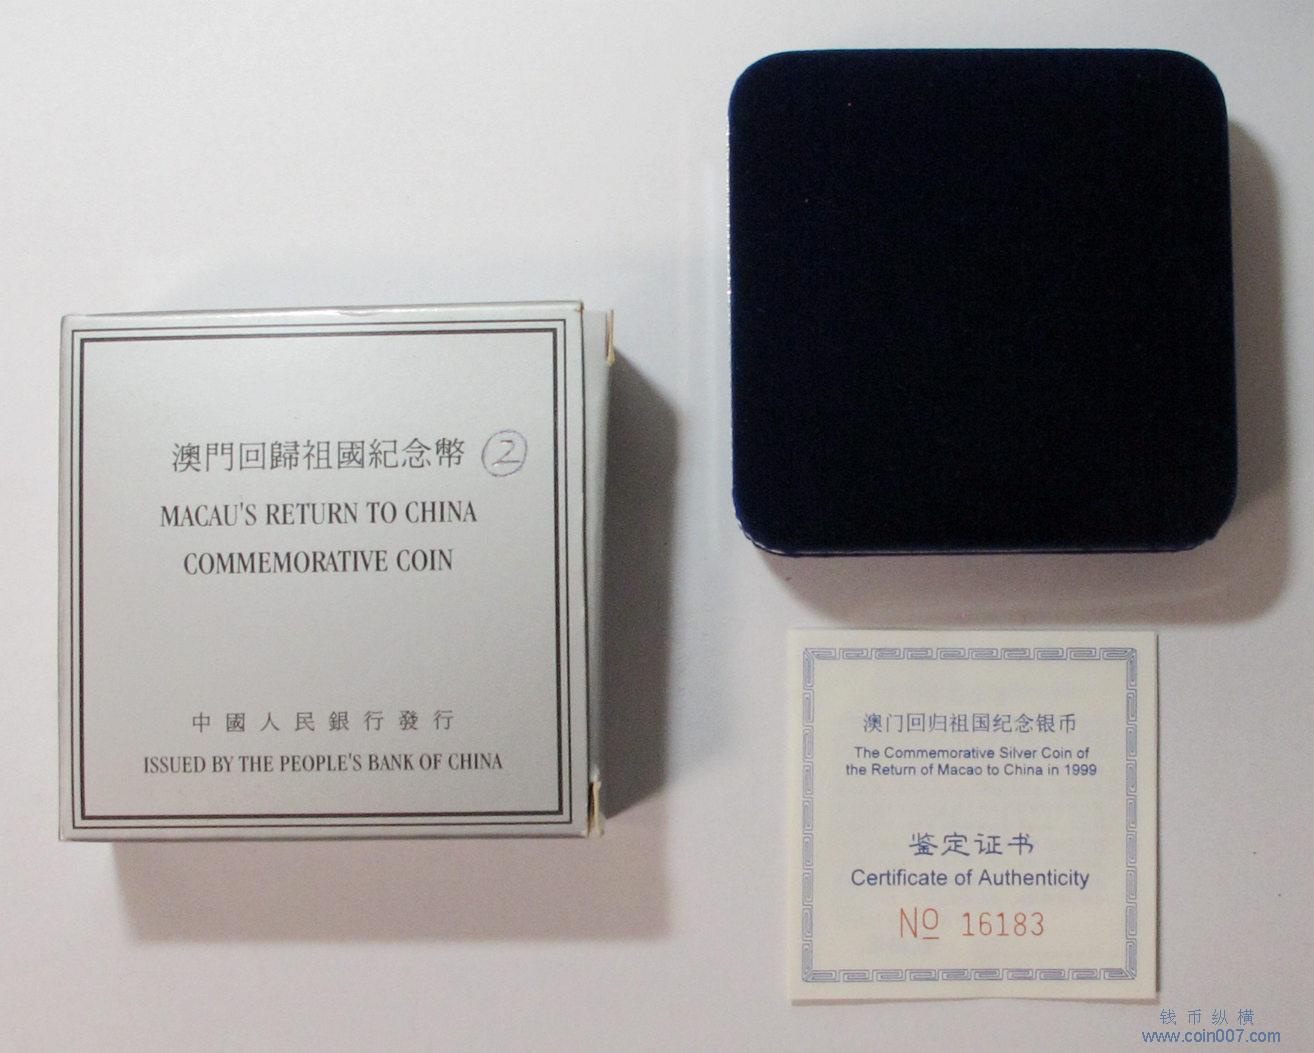 澳門回歸祖國紀念幣 ②
MACAU'S RETURN TO CHINA
COMMEMORATIVE COIN
中國人民銀行發行
ISSUED BY THE PEOPLE'S BANK OF CHINA
澳门回归祖国纪念银币
The Commemorative Silver Coin of
the Return of Macao to China in 1999
鉴定证书
Certificate of Authenticity
Nº 16183
钱币纵横
www.coin007.com